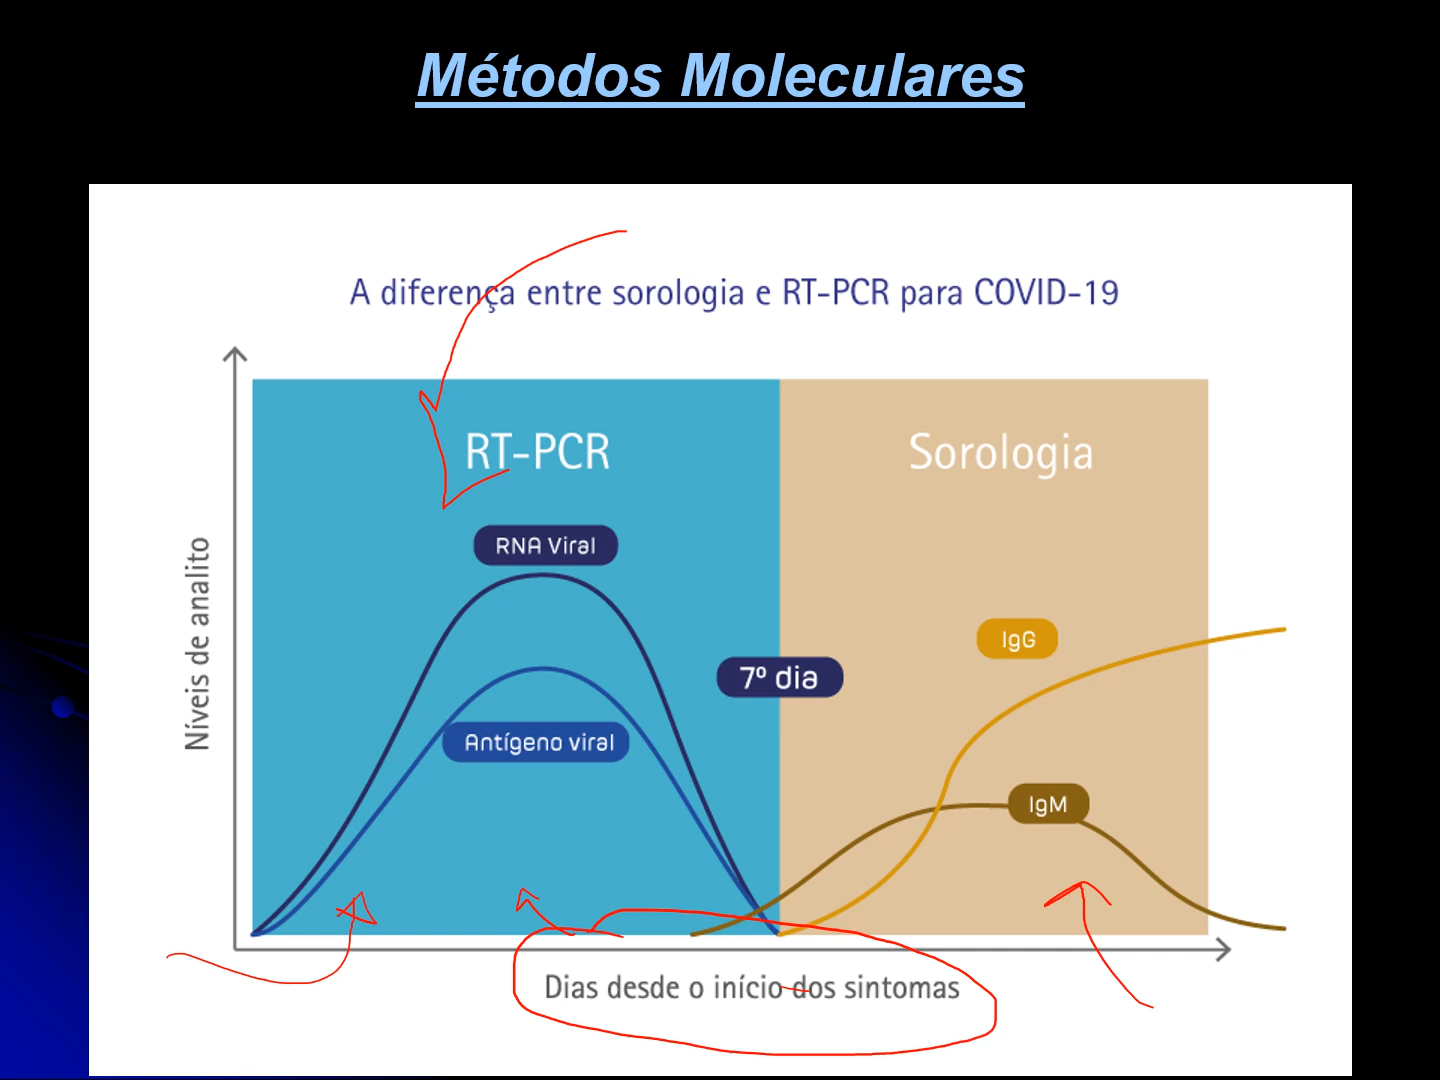 Métodos Moleculares
A diferença entre sorologia e RT-PCR para COVID-19
RT-PCR
Sorologia
RNA Viral
Níveis de analito
IgG
7º dia
Antígeno viral
IgM
Dias desde o início dos sintomas